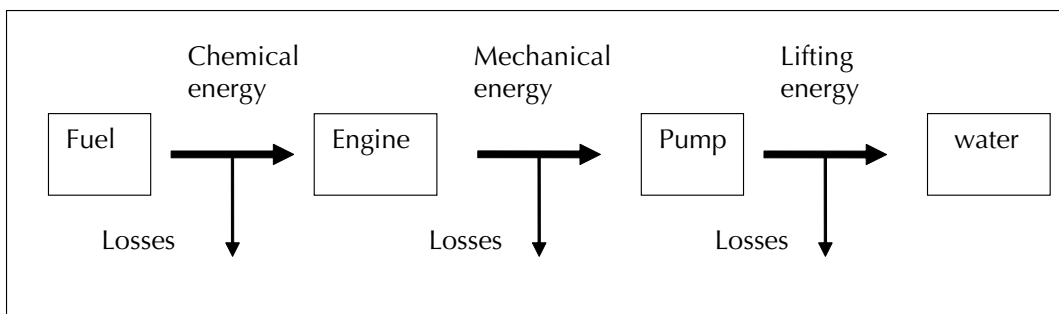 Chemical
energy
Mechanical
energy
Lifting
energy
Fuel
Engine
Pump
water
Losses
Losses
Losses